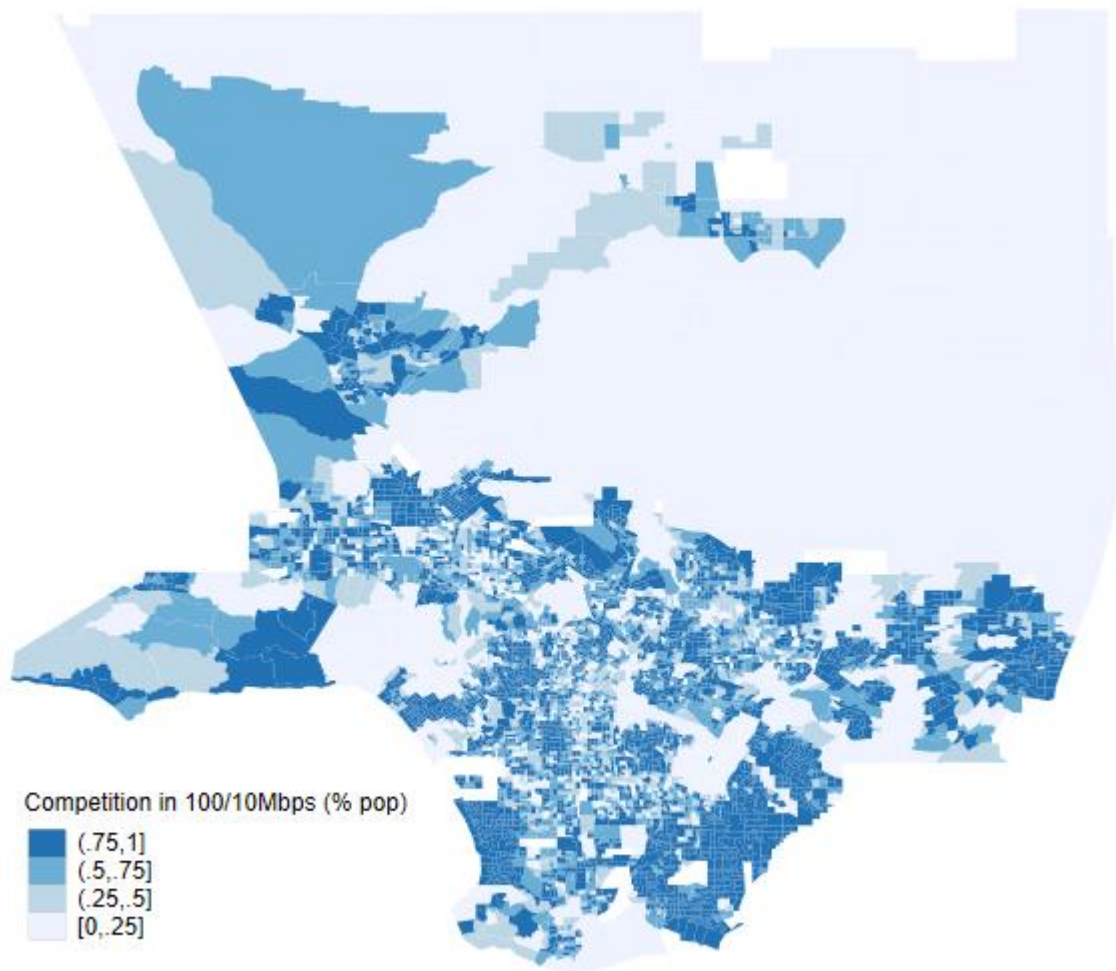 Competition in 100/10Mbps (% pop)
(.75,1]
(.5,.75]
(.25,.5]
[0,.25]